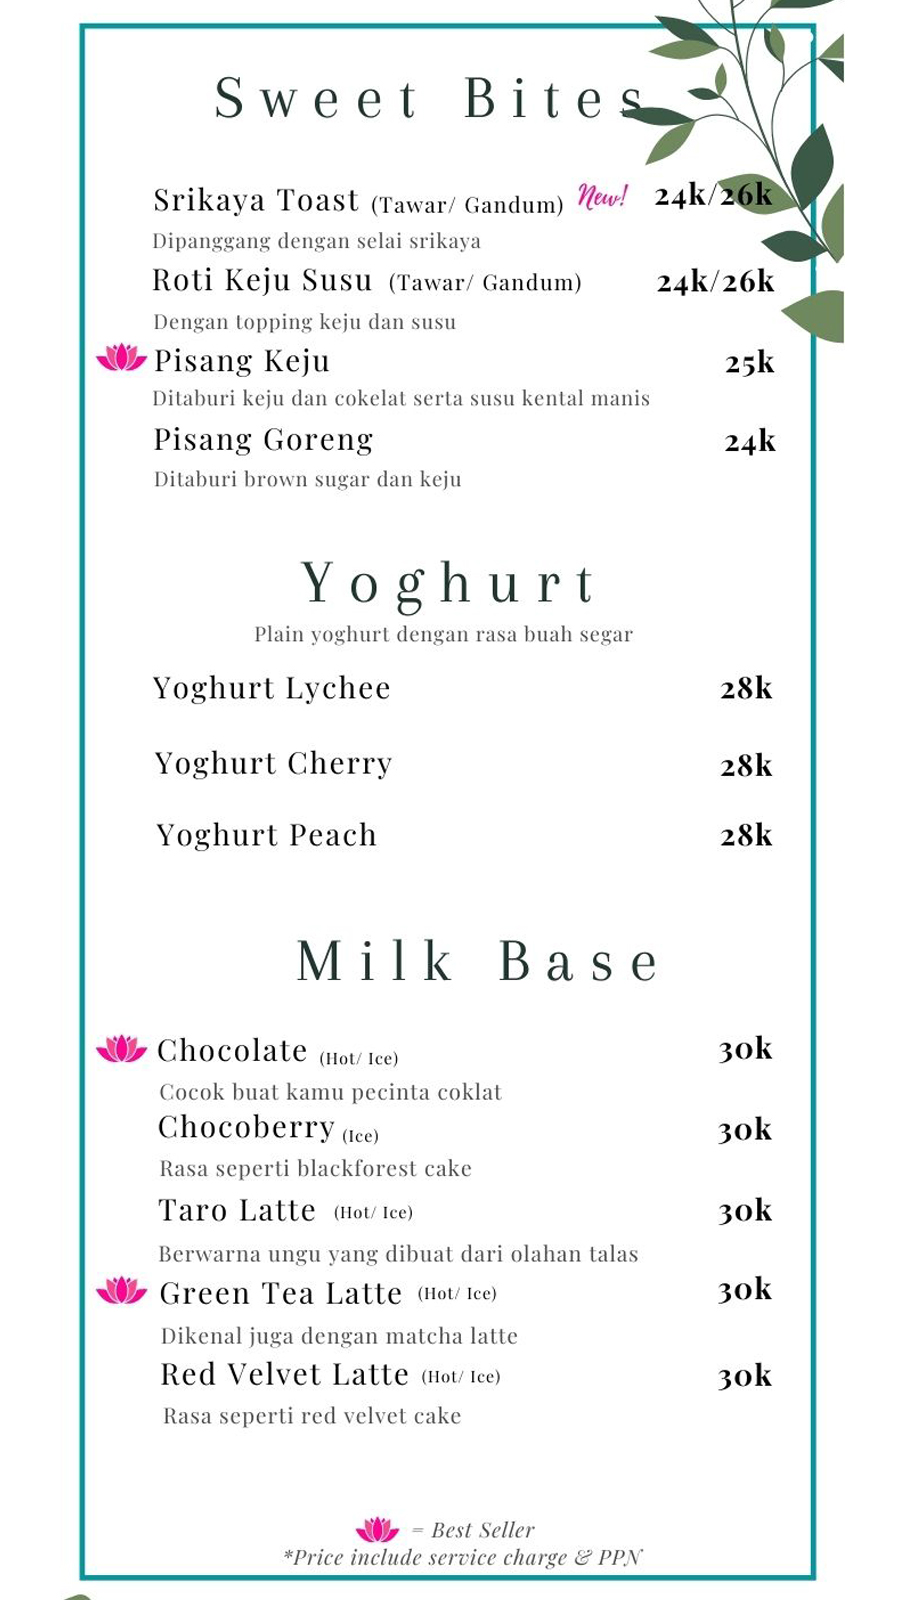 Sweet Bites
Srikaya Toast (Tawar/ Gandum) New! 24k/26k
Dipanggang dengan selai srikaya
Roti Keju Susu (Tawar/ Gandum) 24k/26k
Dengan topping keju dan susu
Pisang Keju 25k
Ditaburi keju dan cokelat serta susu kental manis
Pisang Goreng 24k
Ditaburi brown sugar dan keju
Yoghurt
Plain yoghurt dengan rasa buah segar
Yoghurt Lychee 28k
Yoghurt Cherry 28k
Yoghurt Peach 28k
Milk Base
Chocolate (Hot/ Ice) 30k
Cocok buat kamu pecinta coklat
Chocoberry (Ice) 30k
Rasa seperti blackforest cake
Taro Latte (Hot/ Ice) 30k
Berwarna ungu yang dibuat dari olahan talas
Green Tea Latte (Hot/ Ice) 30k
Dikenal juga dengan matcha latte
Red Velvet Latte (Hot/ Ice) 30k
Rasa seperti red velvet cake
= Best Seller
*Price include service charge & PPN